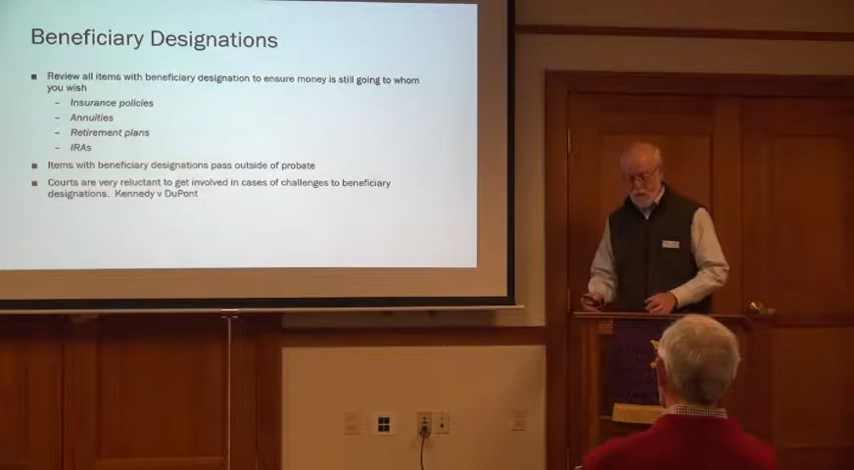 Beneficiary Designations
Review all items with beneficiary designation to ensure money is still going to whom
you wish
– Insurance policies
– Annuities
– Retirement plans
– IRAs
Items with beneficiary designations pass outside of probate
Courts are very reluctant to get involved in cases of challenges to beneficiary
designations. Kennedy v DuPont